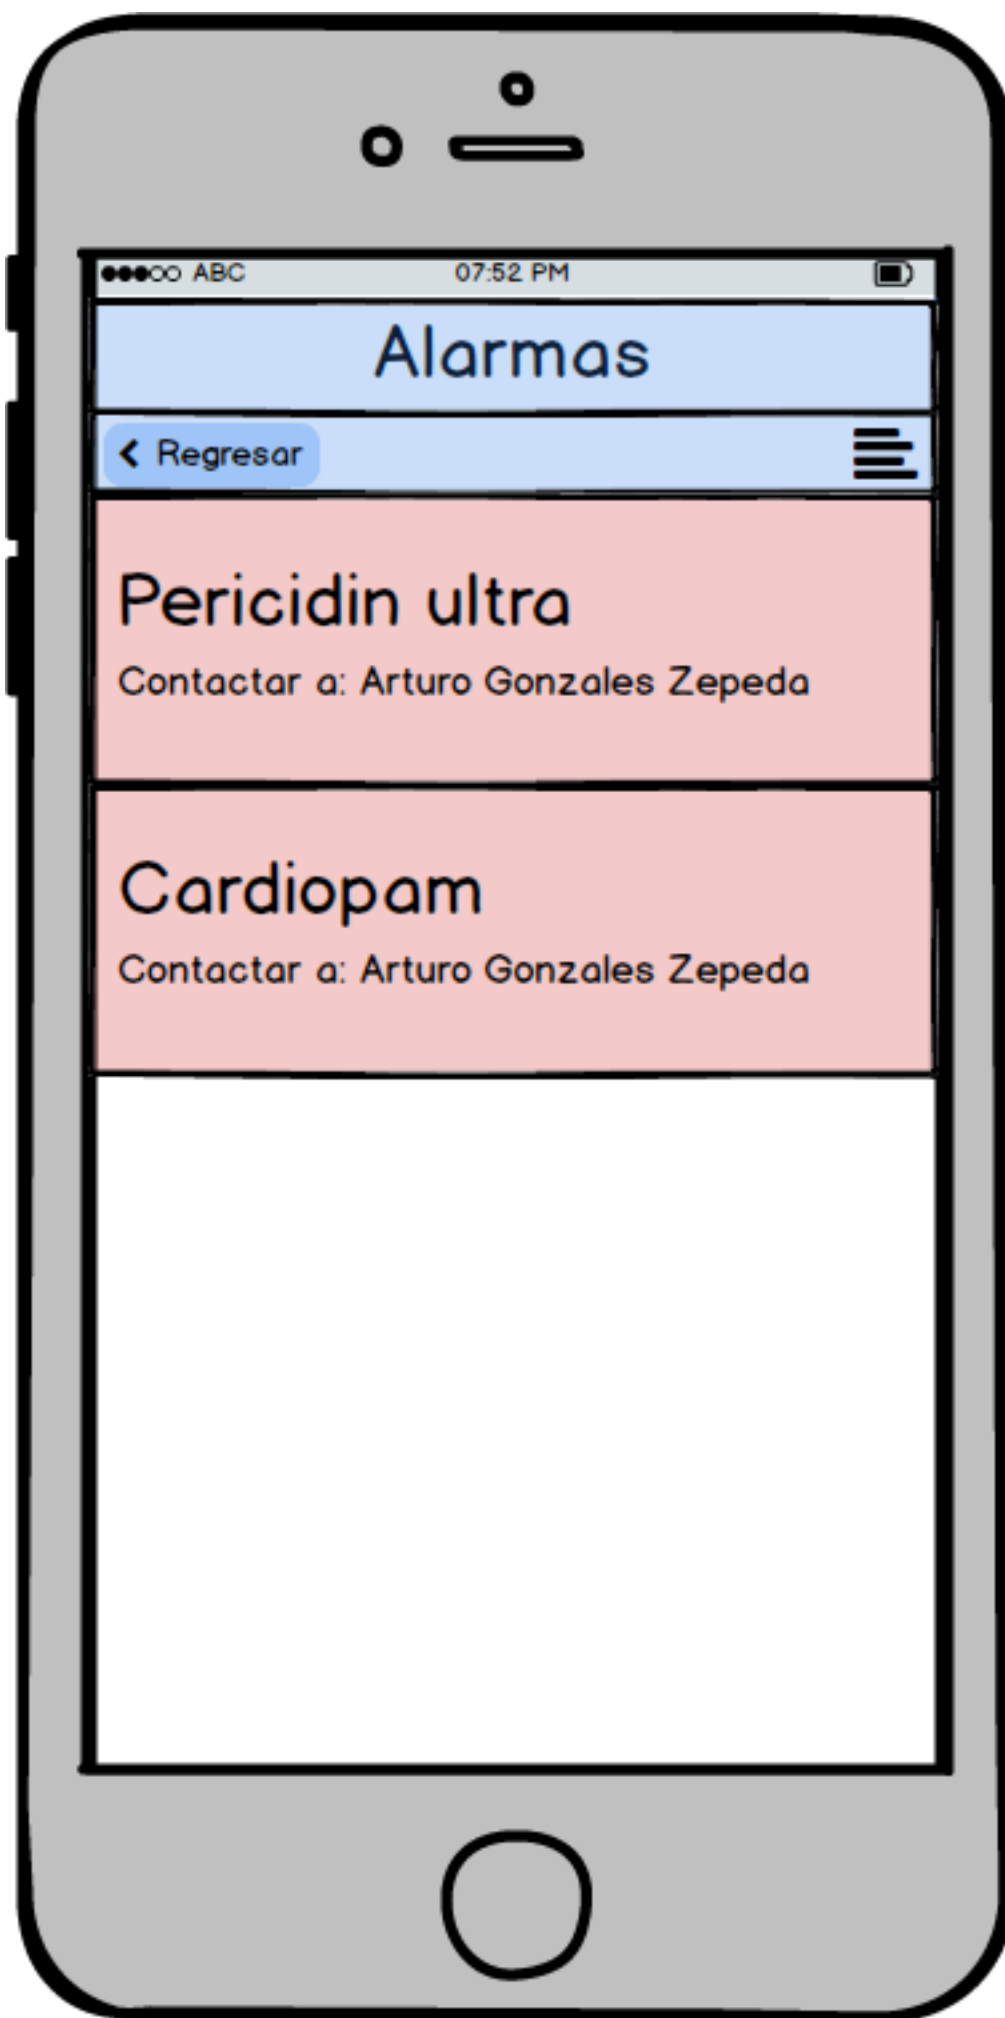 ABC 07:52 PM
Alarmas
Regresar
Pericidin ultra
Contactar a: Arturo Gonzales Zepeda
Cardiopam
Contactar a: Arturo Gonzales Zepeda